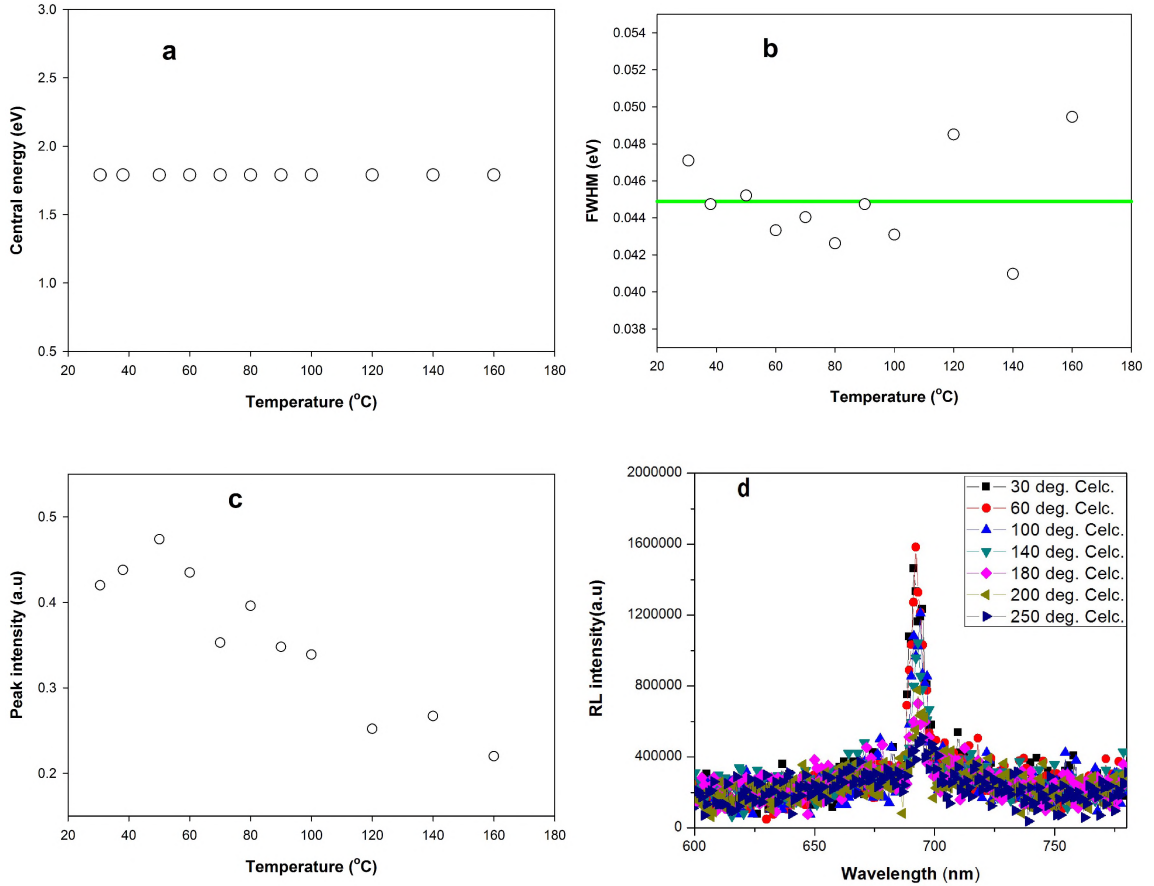 a
3.0
2.5
2.0
1.5
1.0
0.5
Central energy (eV)
20 40 60 80 100 120 140 160 180
Temperature (°C)
b
0.054
0.052
0.050
0.048
0.046
0.044
0.042
0.040
0.038
FWHM (eV)
20 40 60 80 100 120 140 160 180
Temperature (°C)
c
0.5
0.4
0.3
0.2
Peak intensity (a.u)
20 40 60 80 100 120 140 160 180
Temperature (°C)
d
2000000
1600000
1200000
800000
400000
0
RL intensity(a.u)
30 deg. Celc.
60 deg. Celc.
100 deg. Celc.
140 deg. Celc.
180 deg. Celc.
200 deg. Celc.
250 deg. Celc.
600 650 700 750
Wavelength (nm)